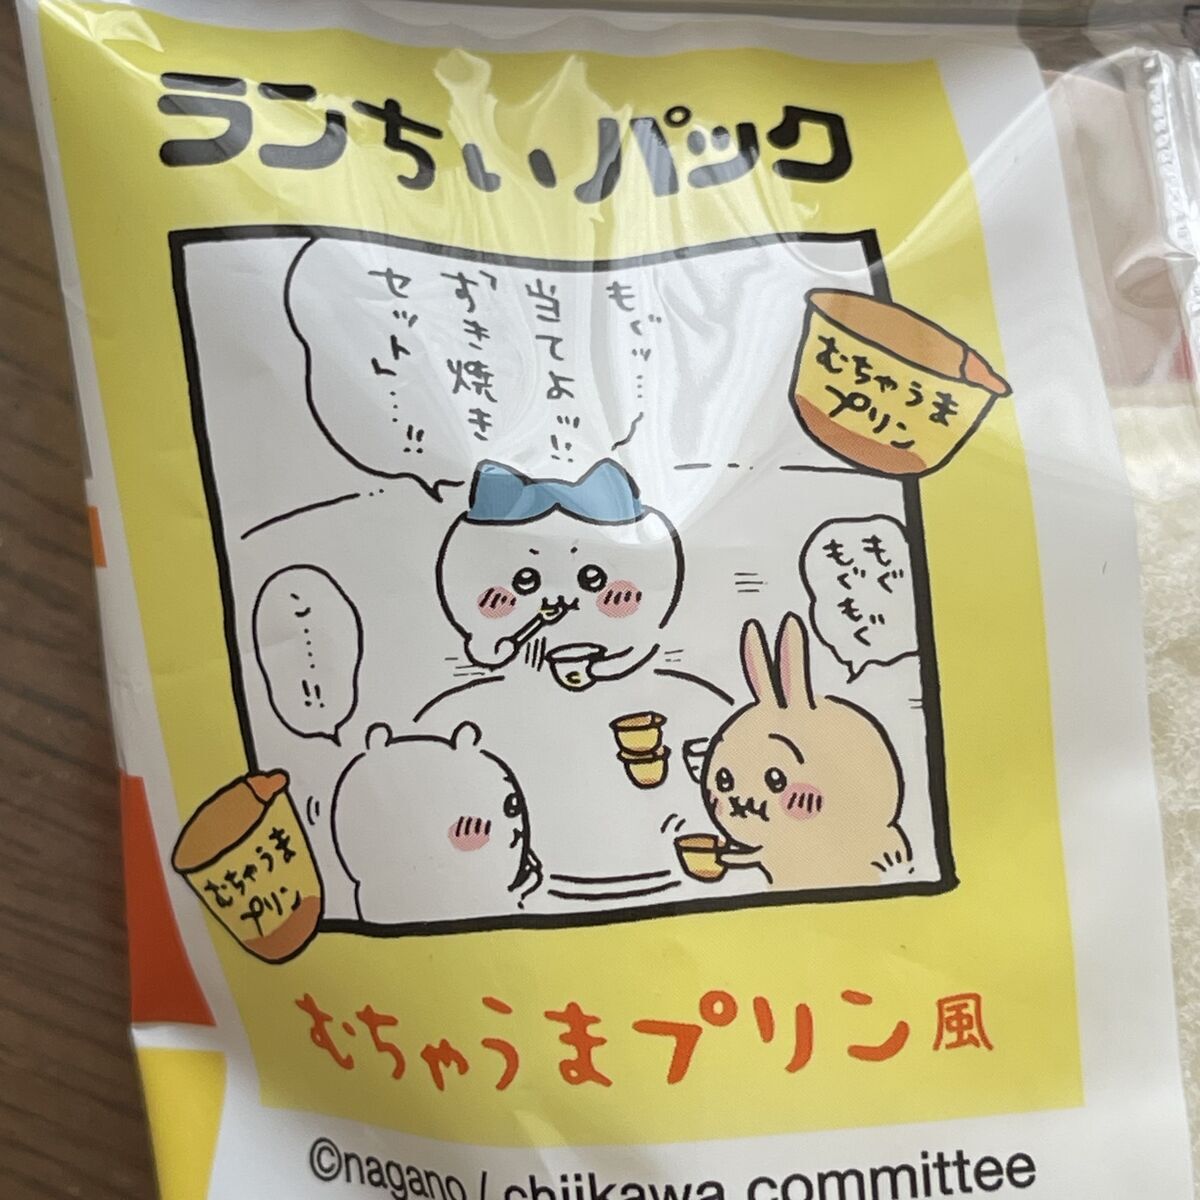 ランちぃパック
もぐッ……
当てよッ!!
「すき焼き
セット」…!!
むちゃうま
プリン
もぐ
もぐもぐ
ン……!!
むちゃうま
プリン
むちゃうまプリン風
©nagano / chiikawa committee